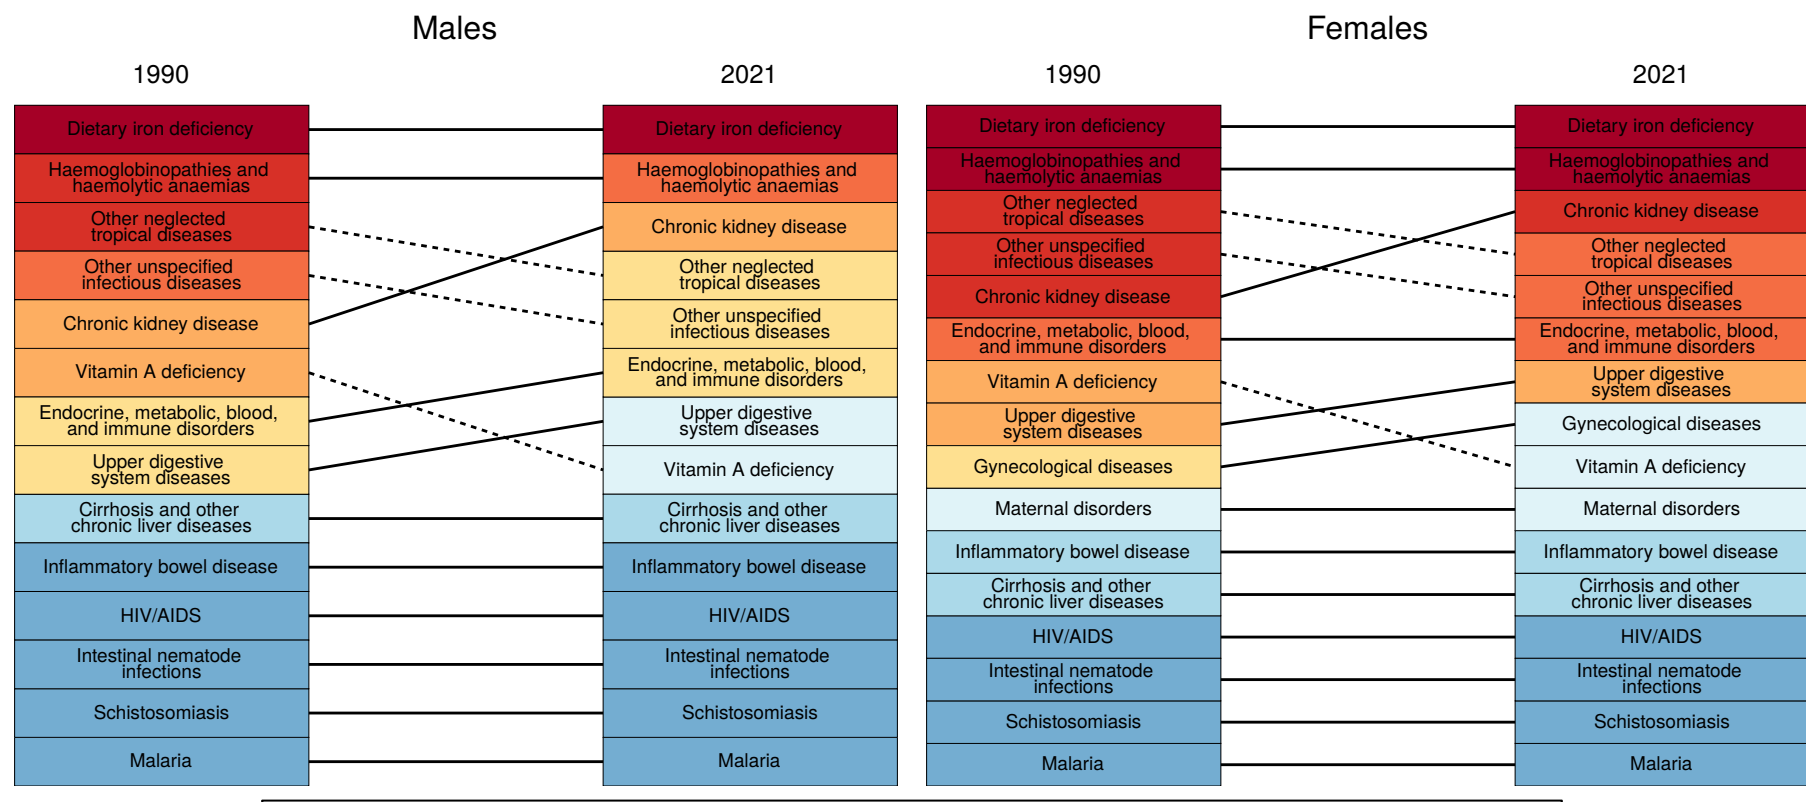 Males
1990
2021
Dietary iron deficiency
Haemoglobinopathies and
haemolytic anaemias
Other neglected
tropical diseases
Other unspecified
infectious diseases
Chronic kidney disease
Vitamin A deficiency
Endocrine, metabolic, blood,
and immune disorders
Upper digestive
system diseases
Cirrhosis and other
chronic liver diseases
Inflammatory bowel disease
HIV/AIDS
Intestinal nematode
infections
Schistosomiasis
Malaria
Dietary iron deficiency
Haemoglobinopathies and
haemolytic anaemias
Chronic kidney disease
Other neglected
tropical diseases
Other unspecified
infectious diseases
Endocrine, metabolic, blood,
and immune disorders
Upper digestive
system diseases
Vitamin A deficiency
Cirrhosis and other
chronic liver diseases
Inflammatory bowel disease
HIV/AIDS
Intestinal nematode
infections
Schistosomiasis
Malaria
Females
1990
2021
Dietary iron deficiency
Haemoglobinopathies and
haemolytic anaemias
Other neglected
tropical diseases
Other unspecified
infectious diseases
Chronic kidney disease
Endocrine, metabolic, blood,
and immune disorders
Vitamin A deficiency
Upper digestive
system diseases
Gynecological diseases
Maternal disorders
Inflammatory bowel disease
Cirrhosis and other
chronic liver diseases
HIV/AIDS
Intestinal nematode
infections
Schistosomiasis
Malaria
Dietary iron deficiency
Haemoglobinopathies and
haemolytic anaemias
Chronic kidney disease
Other neglected
tropical diseases
Other unspecified
infectious diseases
Endocrine, metabolic, blood,
and immune disorders
Upper digestive
system diseases
Gynecological diseases
Vitamin A deficiency
Maternal disorders
Inflammatory bowel disease
Cirrhosis and other
chronic liver diseases
HIV/AIDS
Intestinal nematode
infections
Schistosomiasis
Malaria